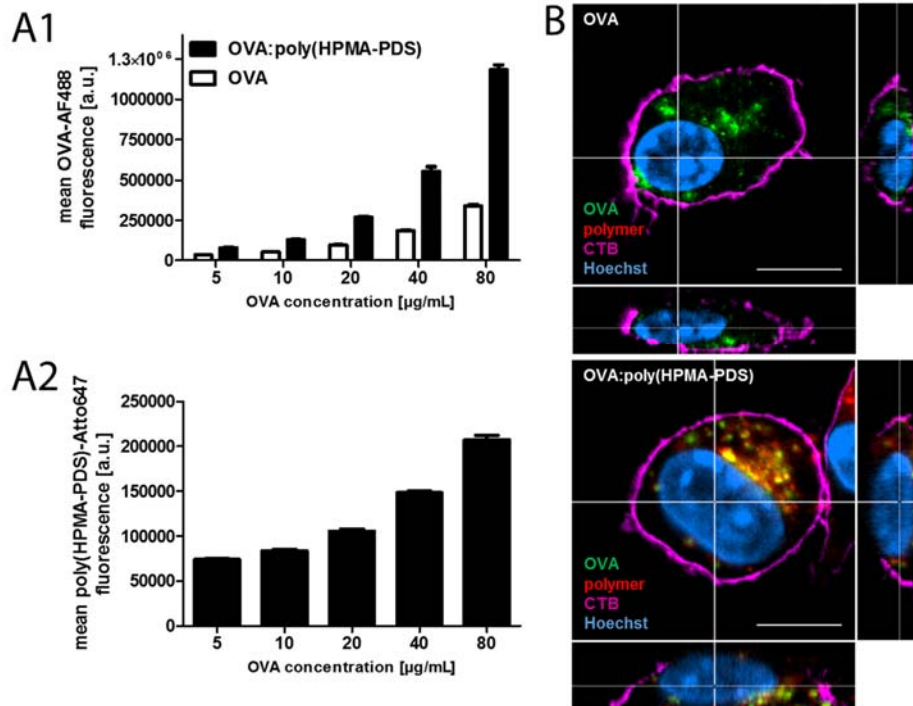 A1
OVA:poly(HPMA-PDS)
OVA
mean OVA-AF488
fluorescence [a.u.]
1.3×10⁰⁶
1000000
750000
500000
250000
0
5 10 20 40 80
OVA concentration [µg/mL]
A2
mean poly(HPMA-PDS)-Atto647
fluorescence [a.u.]
250000
200000
150000
100000
50000
0
5 10 20 40 80
OVA concentration [µg/mL]
B
OVA
OVA
polymer
CTB
Hoechst
OVA:poly(HPMA-PDS)
OVA
polymer
CTB
Hoechst